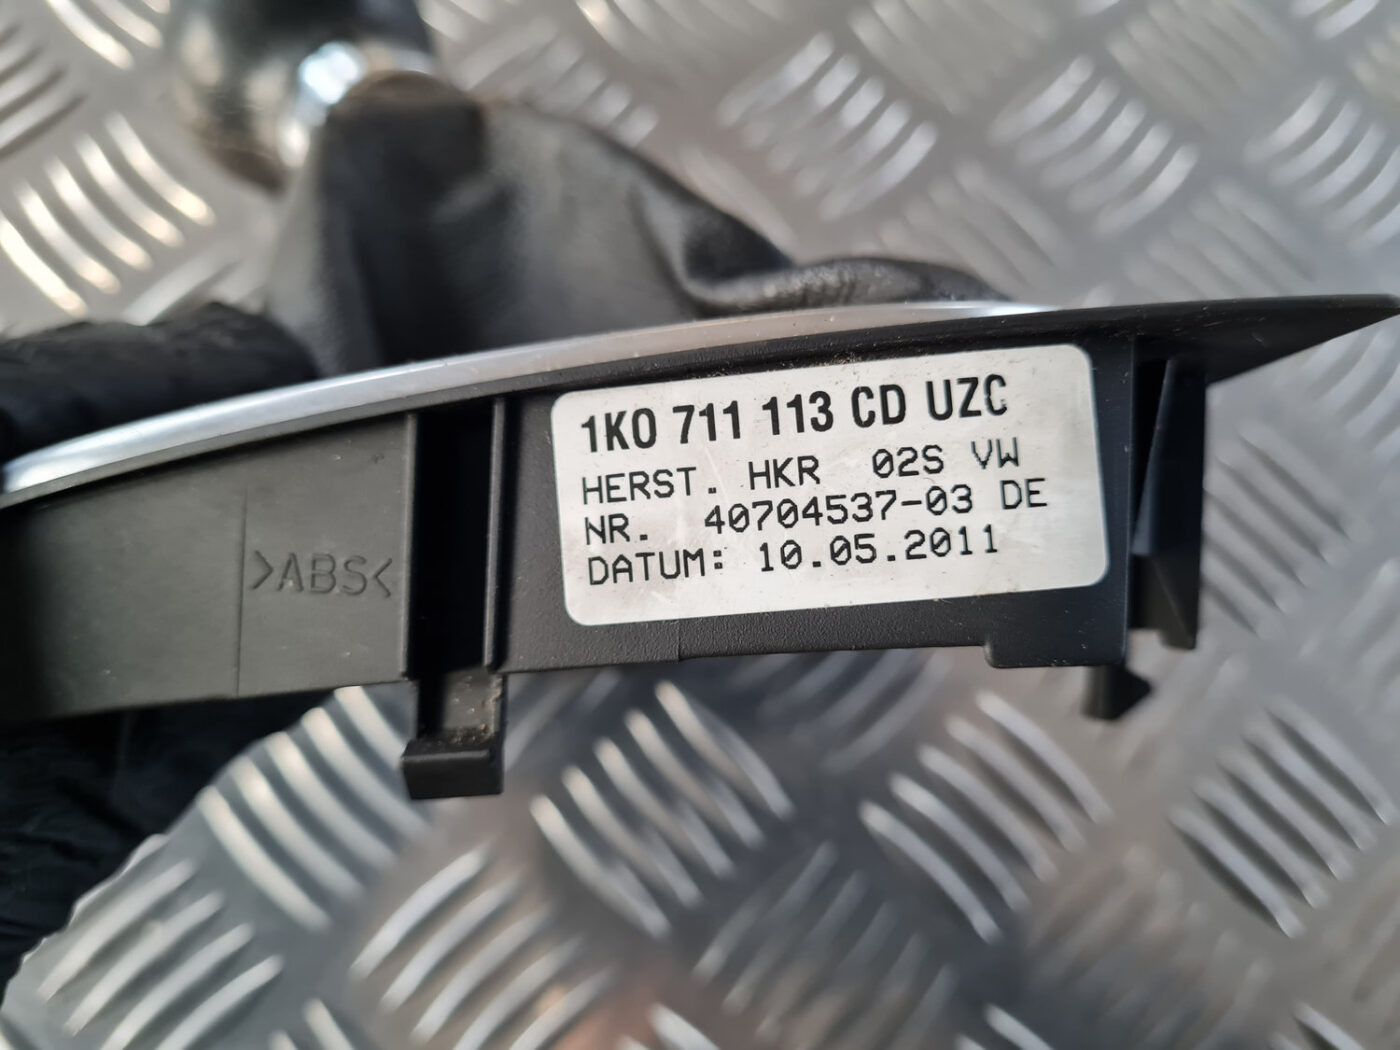 1K0 711 113 CD UZC
HERST. HKR 02S VW
NR. 40704537-03 DE
DATUM: 10.05.2011
>ABS<